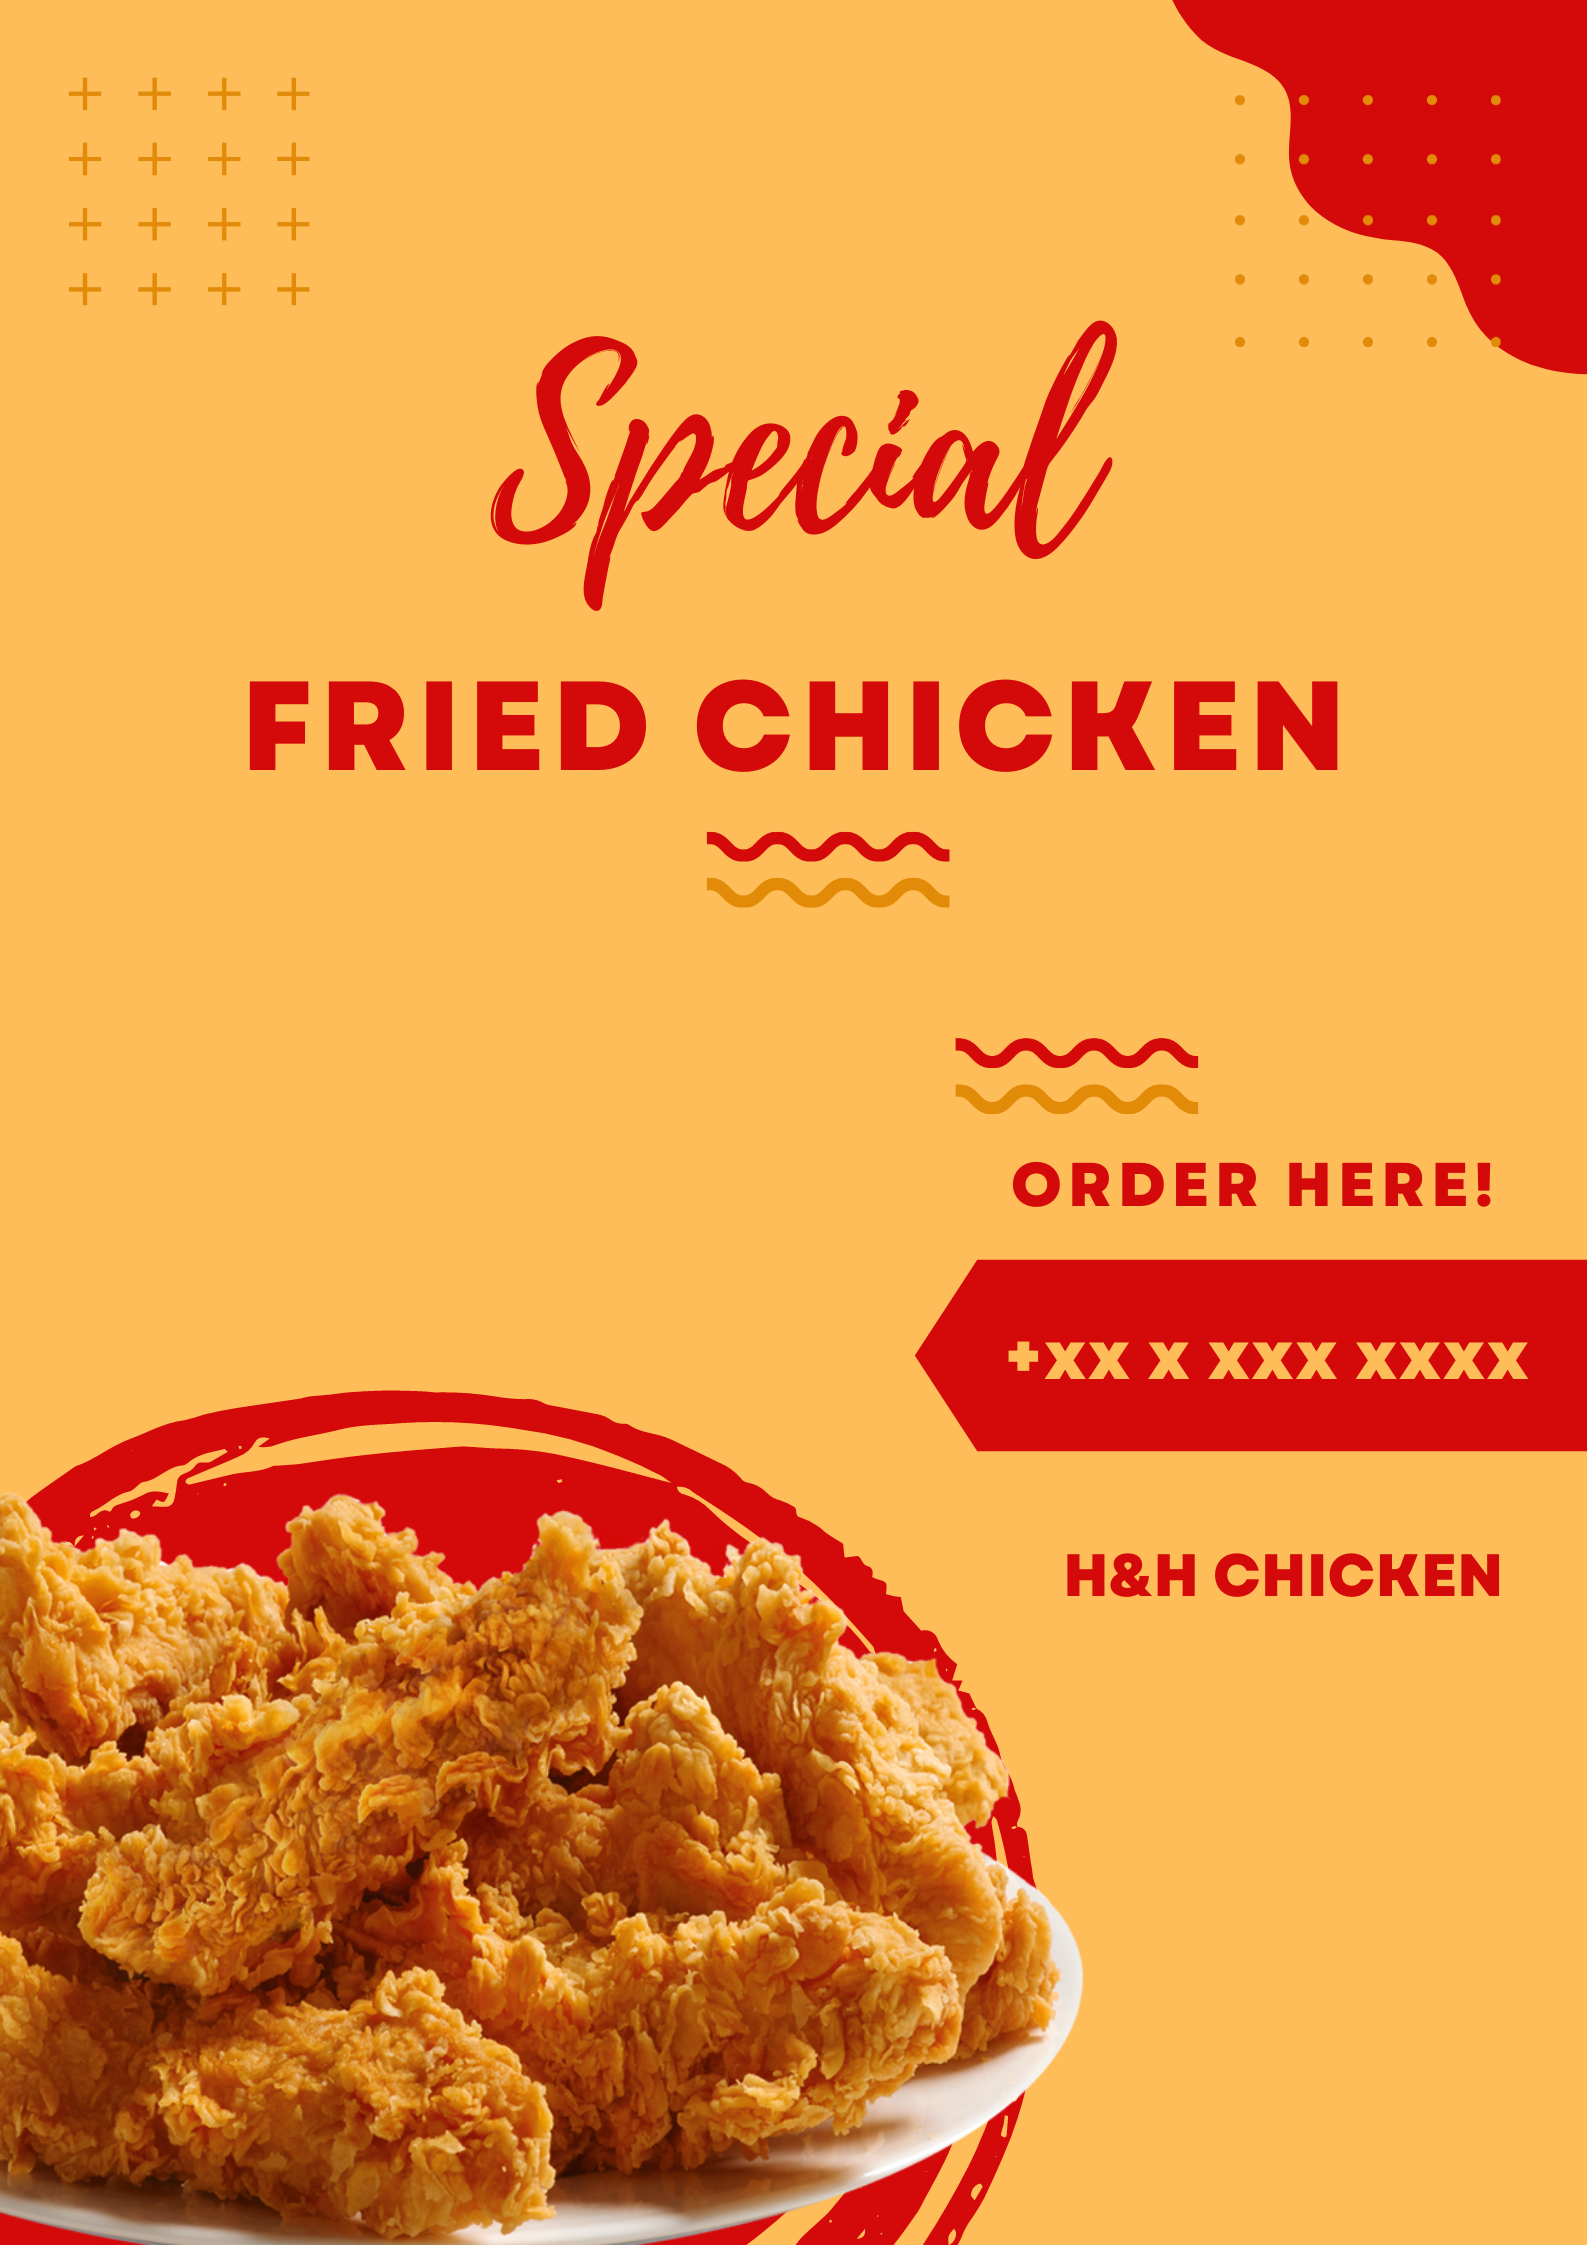 Special
FRIED CHICKEN
ORDER HERE!
+xx x xxx xxxx
H&H CHICKEN